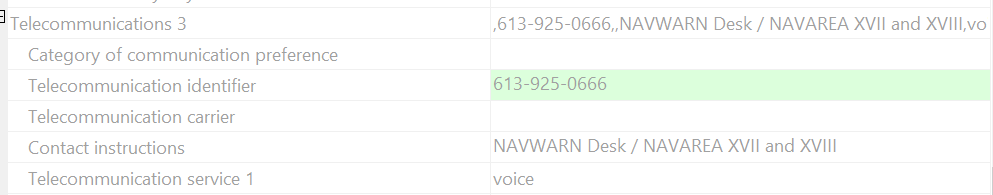 Telecommunications 3 ,613-925-0666,,NAVWARN Desk / NAVAREA XVII and XVIII,vo
Category of communication preference
Telecommunication identifier 613-925-0666
Telecommunication carrier
Contact instructions NAVWARN Desk / NAVAREA XVII and XVIII
Telecommunication service 1 voice